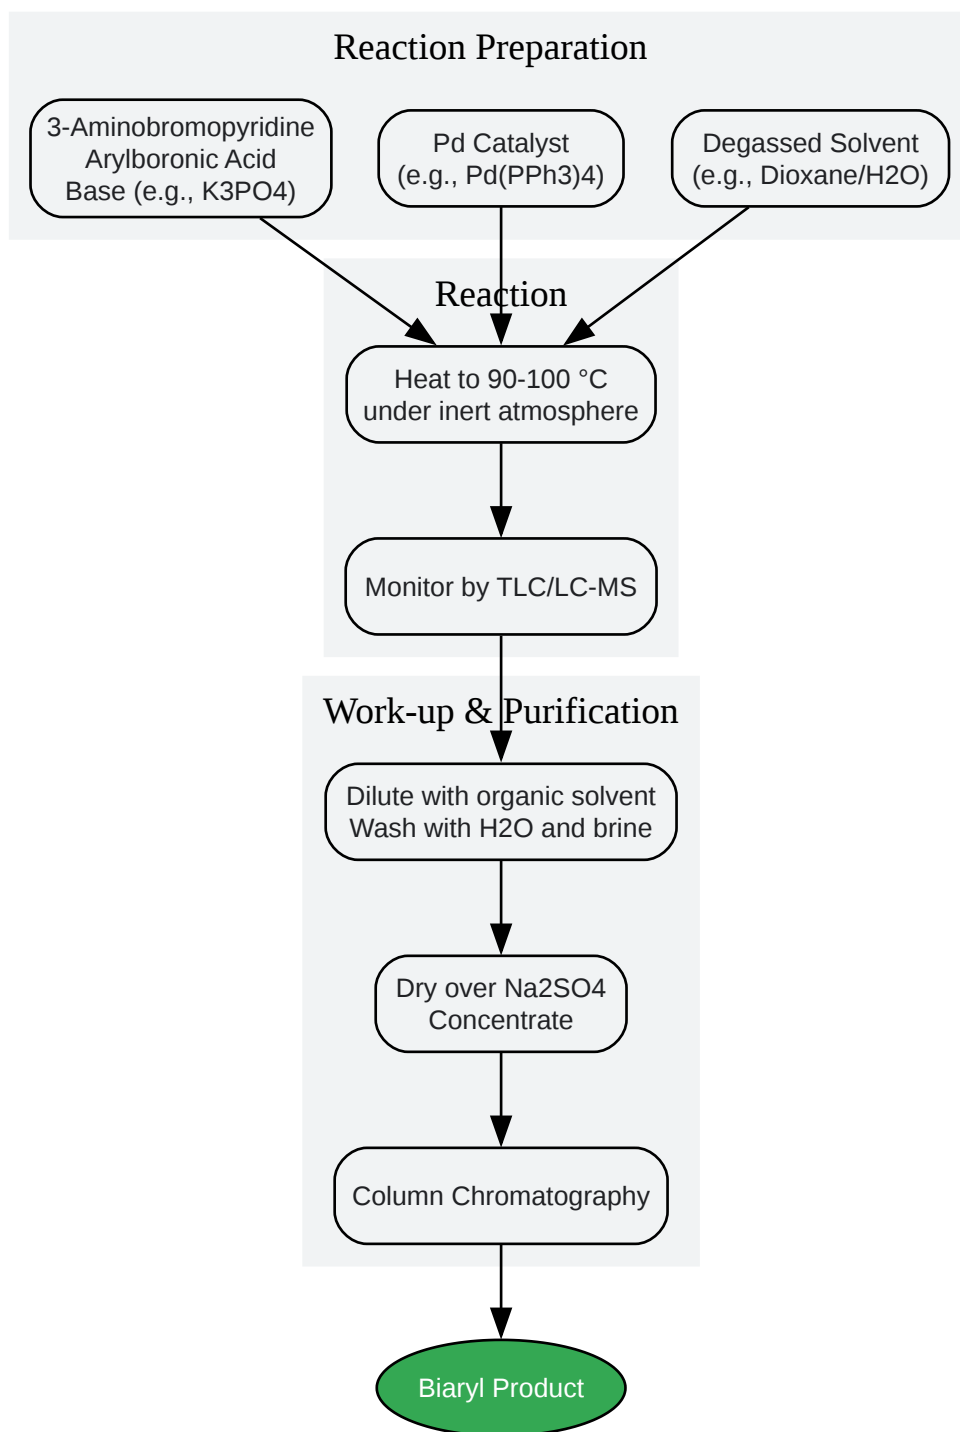 Reaction Preparation
3-Aminobromopyridine
Arylboronic Acid
Base (e.g., K3PO4)
Pd Catalyst
(e.g., Pd(PPh3)4)
Degassed Solvent
(e.g., Dioxane/H2O)
Reaction
Heat to 90-100 °C
under inert atmosphere
Monitor by TLC/LC-MS
Work-up & Purification
Dilute with organic solvent
Wash with H2O and brine
Dry over Na2SO4
Concentrate
Column Chromatography
Biaryl Product